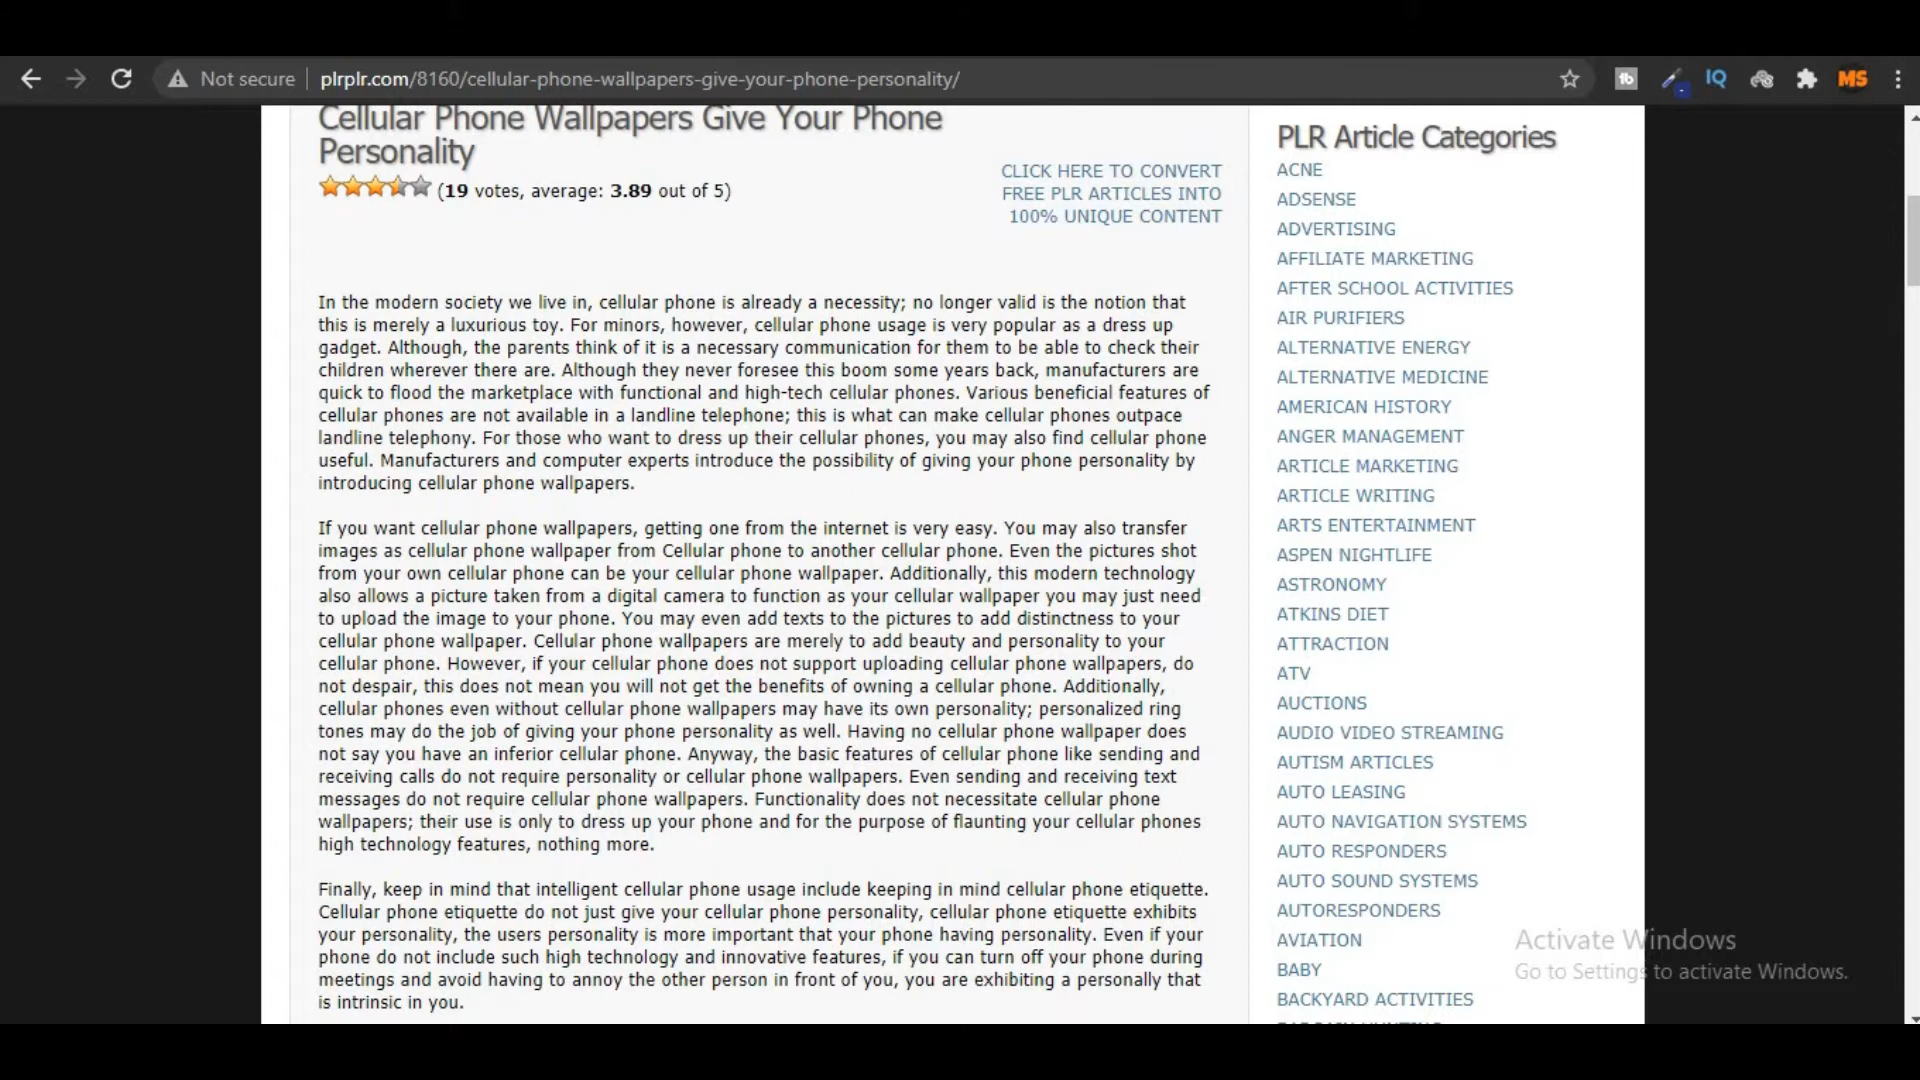 Not secure
plrplr.com/8160/cellular-phone-wallpapers-give-your-phone-personality/
IQ
MS
Cellular Phone Wallpapers Give Your Phone
Personality
(19 votes, average: 3.89 out of 5)
CLICK HERE TO CONVERT
FREE PLR ARTICLES INTO
100% UNIQUE CONTENT
In the modern society we live in, cellular phone is already a necessity; no longer valid is the notion that
this is merely a luxurious toy. For minors, however, cellular phone usage is very popular as a dress up
gadget. Although, the parents think of it is a necessary communication for them to be able to check their
children wherever there are. Although they never foresee this boom some years back, manufacturers are
quick to flood the marketplace with functional and high-tech cellular phones. Various beneficial features of
cellular phones are not available in a landline telephone; this is what can make cellular phones outpace
landline telephony. For those who want to dress up their cellular phones, you may also find cellular phone
useful. Manufacturers and computer experts introduce the possibility of giving your phone personality by
introducing cellular phone wallpapers.
If you want cellular phone wallpapers, getting one from the internet is very easy. You may also transfer
images as cellular phone wallpaper from Cellular phone to another cellular phone. Even the pictures shot
from your own cellular phone can be your cellular phone wallpaper. Additionally, this modern technology
also allows a picture taken from a digital camera to function as your cellular wallpaper you may just need
to upload the image to your phone. You may even add texts to the pictures to add distinctness to your
cellular phone wallpaper. Cellular phone wallpapers are merely to add beauty and personality to your
cellular phone. However, if your cellular phone does not support uploading cellular phone wallpapers, do
not despair, this does not mean you will not get the benefits of owning a cellular phone. Additionally,
cellular phones even without cellular phone wallpapers may have its own personality; personalized ring
tones may do the job of giving your phone personality as well. Having no cellular phone wallpaper does
not say you have an inferior cellular phone. Anyway, the basic features of cellular phone like sending and
receiving calls do not require personality or cellular phone wallpapers. Even sending and receiving text
messages do not require cellular phone wallpapers. Functionality does not necessitate cellular phone
wallpapers; their use is only to dress up your phone and for the purpose of flaunting your cellular phones
high technology features, nothing more.
Finally, keep in mind that intelligent cellular phone usage include keeping in mind cellular phone etiquette.
Cellular phone etiquette do not just give your cellular phone personality, cellular phone etiquette exhibits
your personality, the users personality is more important that your phone having personality. Even if your
phone do not include such high technology and innovative features, if you can turn off your phone during
meetings and avoid having to annoy the other person in front of you, you are exhibiting a personally that
is intrinsic in you.
PLR Article Categories
ACNE
ADSENSE
ADVERTISING
AFFILIATE MARKETING
AFTER SCHOOL ACTIVITIES
AIR PURIFIERS
ALTERNATIVE ENERGY
ALTERNATIVE MEDICINE
AMERICAN HISTORY
ANGER MANAGEMENT
ARTICLE MARKETING
ARTICLE WRITING
ARTS ENTERTAINMENT
ASPEN NIGHTLIFE
ASTRONOMY
ATKINS DIET
ATTRACTION
ATV
AUCTIONS
AUDIO VIDEO STREAMING
AUTISM ARTICLES
AUTO LEASING
AUTO NAVIGATION SYSTEMS
AUTO RESPONDERS
AUTO SOUND SYSTEMS
AUTORESPONDERS
AVIATION
BABY
BACKYARD ACTIVITIES
Activate Windows
Go to Settings to activate Windows.